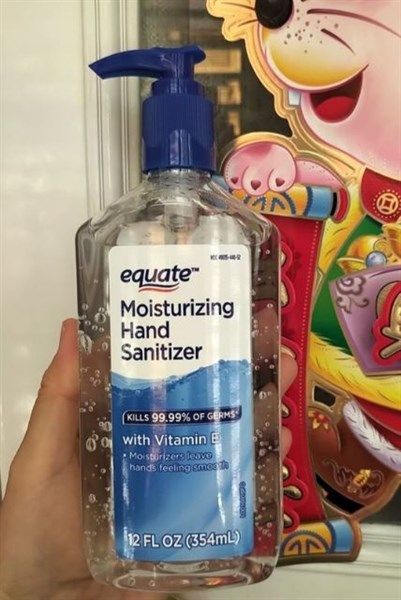 equate™
Moisturizing
Hand
Sanitizer
KILLS 99.99% OF GERMS*
with Vitamin E
• Moisturizers leave
hands feeling smooth
12 FL OZ (354mL)